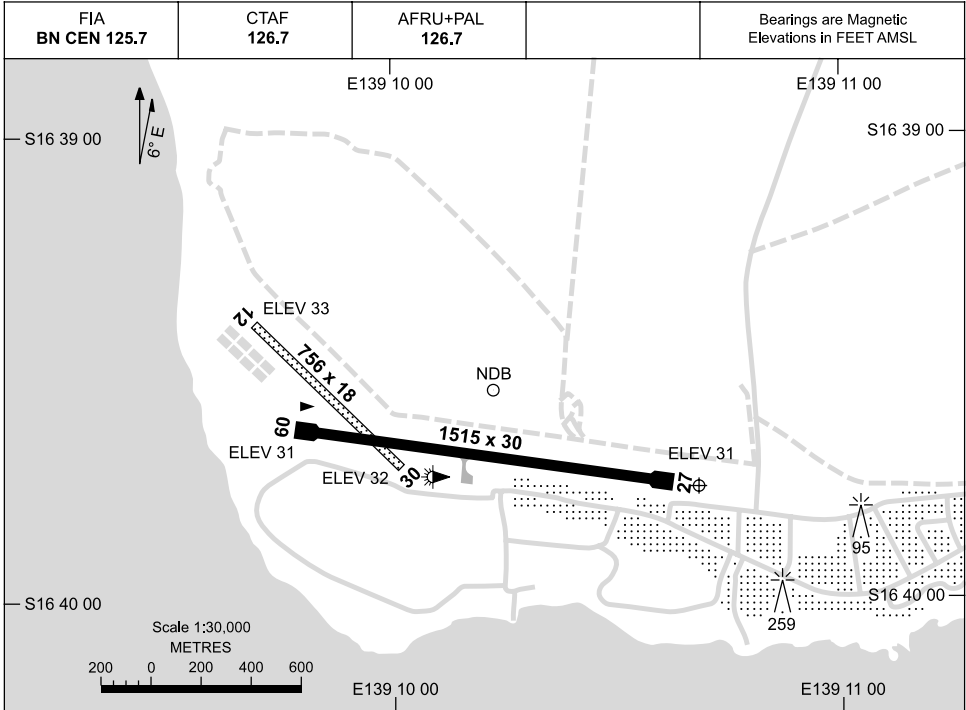 FIA
BN CEN 125.7
CTAF
126.7
AFRU+PAL
126.7
Bearings are Magnetic
Elevations in FEET AMSL
E139 10 00
E139 11 00
S16 39 00
S16 39 00
6° E
ELEV 33
12
756 x 18
NDB
09
1515 x 30
ELEV 31
ELEV 31
ELEV 32
30
27
95
259
S16 40 00
S16 40 00
Scale 1:30,000
METRES
200 0 200 400 600
E139 10 00
E139 11 00